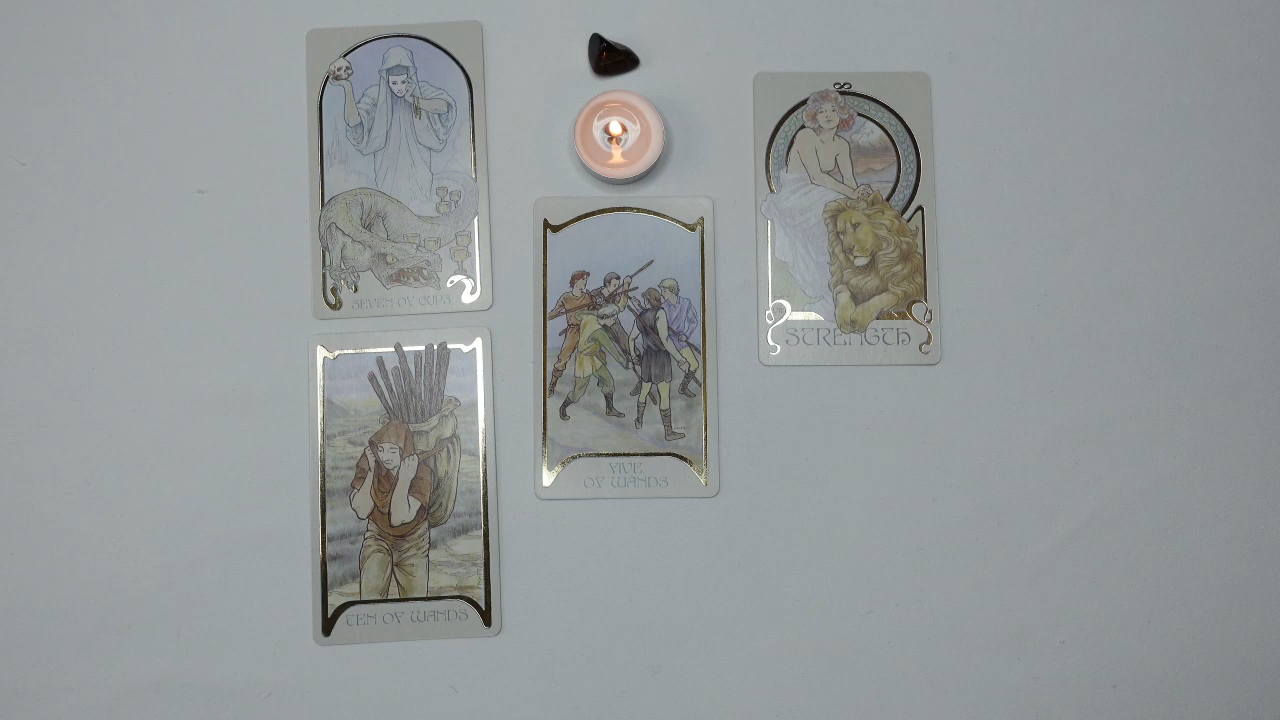 SEVEN OF CUPS
TEN OF WANDS
FIVE
OF WANDS
STRENGTH